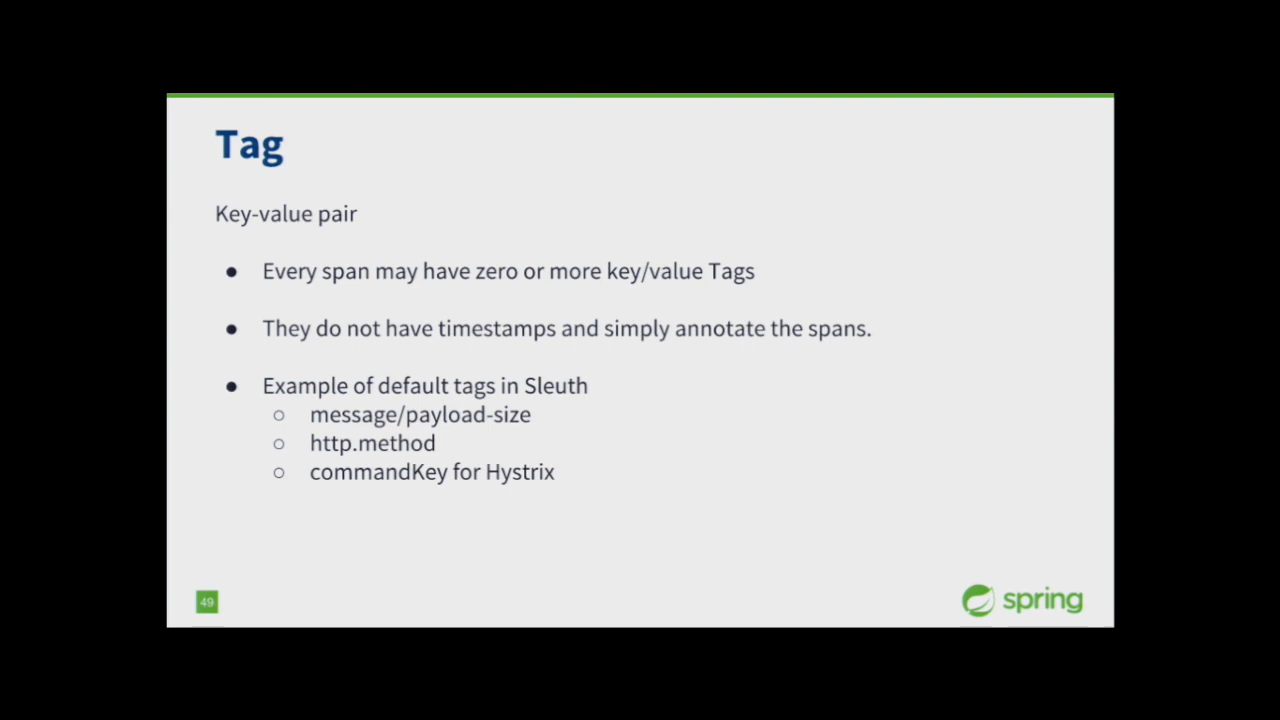 Tag
Key-value pair
● Every span may have zero or more key/value Tags
● They do not have timestamps and simply annotate the spans.
● Example of default tags in Sleuth
○ message/payload-size
○ http.method
○ commandKey for Hystrix
49
spring